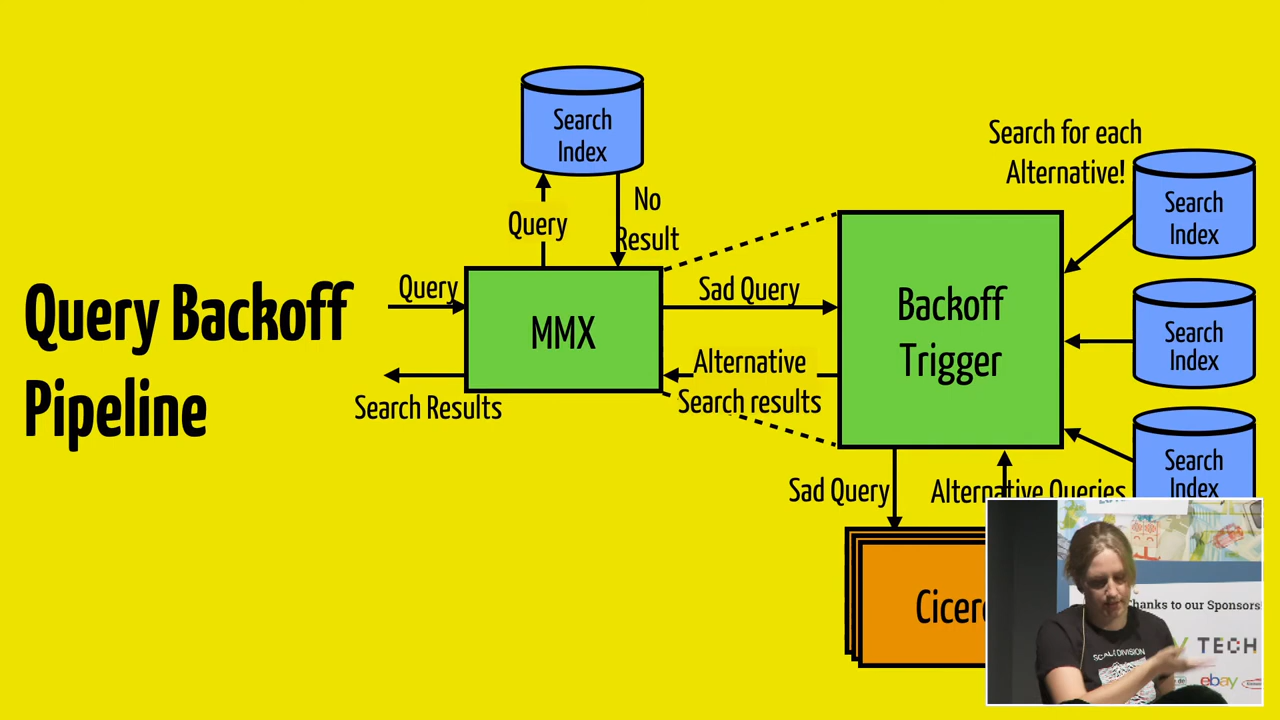 Query Backoff
Pipeline
Search
Index
Query
No
Result
Query
Search Results
MMX
Sad Query
Alternative
Search results
Backoff
Trigger
Search for each
Alternative!
Search
Index
Search
Index
Search
Index
Sad Query
Alternative Queries
Thanks to our Sponsors
TECH
ebay